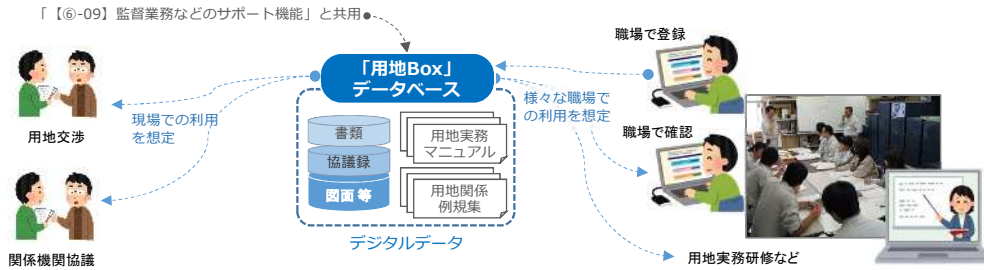 「【⑥-09】監督業務などのサポート機能」と共用
職場で登録
「用地Box」
データベース
用地交渉
現場での利用
を想定
様々な職場で
の利用を想定
書類
協議録
図面等
用地実務
マニュアル
用地関係
例規集
職場で確認
デジタルデータ
関係機関協議
用地実務研修など